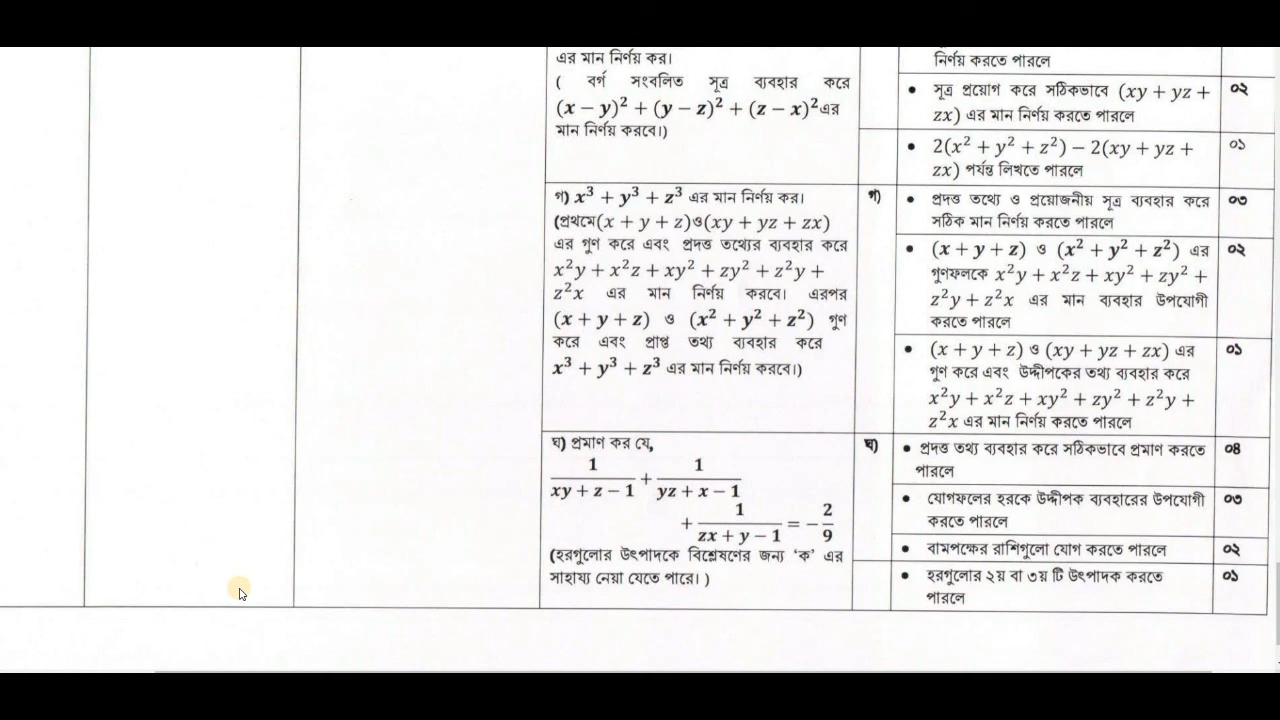 এর মান নির্ণয় কর।
( বর্গ সংবলিত সূত্র ব্যবহার করে
(x − y)² + (y − z)² + (z − x)² এর
মান নির্ণয় করবে।)
নির্ণয় করতে পারলে
• সূত্র প্রয়োগ করে সঠিকভাবে (xy + yz +
zx) এর মান নির্ণয় করতে পারলে
০২
• 2(x² + y² + z²) − 2(xy + yz +
zx) পর্যন্ত লিখতে পারলে
০১
গ) x³ + y³ + z³ এর মান নির্ণয় কর।
(প্রথমে(x + y + z)ও(xy + yz + zx)
এর গুণ করে এবং প্রদত্ত তথ্যের ব্যবহার করে
x²y + x²z + xy² + zy² + z²y +
z²x এর মান নির্ণয় করবে। এরপর
(x + y + z) ও (x² + y² + z²) গুণ
করে এবং প্রাপ্ত তথ্য ব্যবহার করে
x³ + y³ + z³ এর মান নির্ণয় করবে।)
গ)
• প্রদত্ত তথ্যে ও প্রয়োজনীয় সূত্র ব্যবহার করে
সঠিক মান নির্ণয় করতে পারলে
০৩
• (x + y + z) ও (x² + y² + z²) এর
গুণফলকে x²y + x²z + xy² + zy² +
z²y + z²x এর মান ব্যবহার উপযোগী
করতে পারলে
০২
• (x + y + z) ও (xy + yz + zx) এর
গুণ করে এবং উদ্দীপকের তথ্য ব্যবহার করে
x²y + x²z + xy² + zy² + z²y +
z²x এর মান নির্ণয় করতে পারলে
০১
ঘ) প্রমাণ কর যে,
1/(xy + z − 1) + 1/(yz + x − 1)
+ 1/(zx + y − 1) = − 2/9
(হরগুলোর উৎপাদকে বিশ্লেষণের জন্য ‘ক’ এর
সাহায্য নেয়া যেতে পারে। )
ঘ)
• প্রদত্ত তথ্য ব্যবহার করে সঠিকভাবে প্রমাণ করতে
পারলে
০৪
• যোগফলের হরকে উদ্দীপক ব্যবহারের উপযোগী
করতে পারলে
০৩
• বামপক্ষের রাশিগুলো যোগ করতে পারলে
০২
• হরগুলোর ২য় বা ৩য় টি উৎপাদক করতে
পারলে
০১